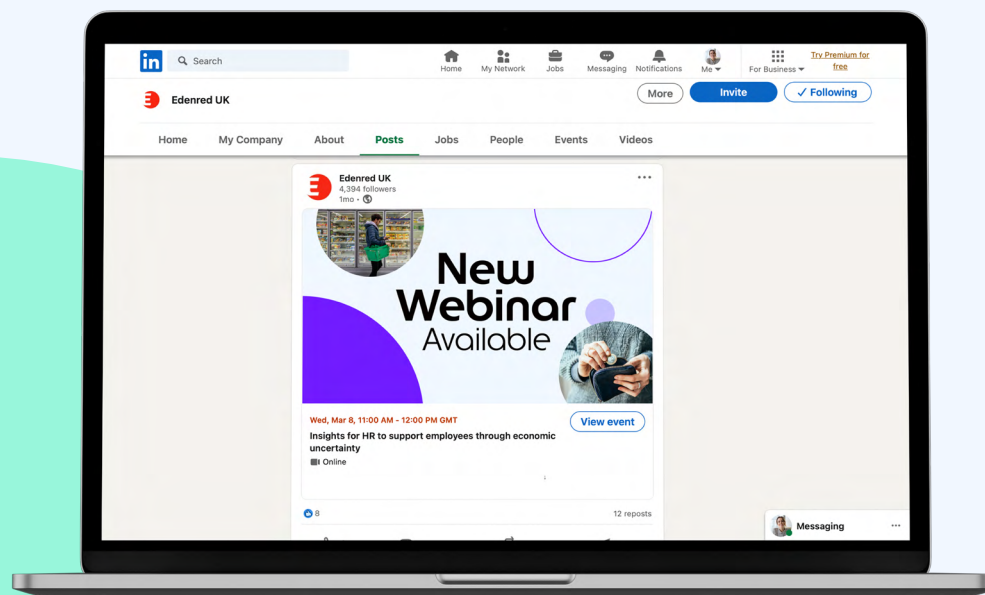 in
Search
Home
My Network
Jobs
Messaging
Notifications
Me
For Business
Try Premium for
free
Edenred UK
More
Invite
Following
Home
My Company
About
Posts
Jobs
People
Events
Videos
Edenred UK
4,394 followers
1mo •
New
Webinar
Available
Wed, Mar 8, 11:00 AM - 12:00 PM GMT
View event
Insights for HR to support employees through economic
uncertainty
Online
8
12 reposts
Messaging